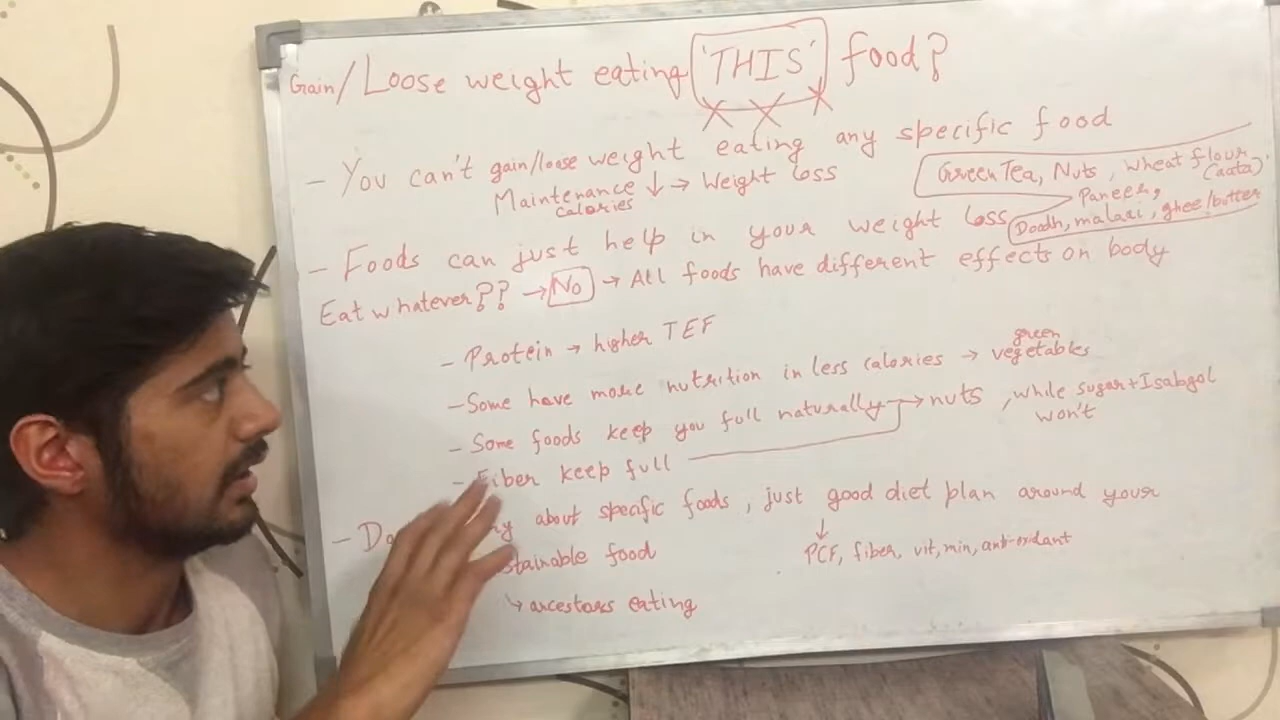 Gain/Loose weight eating 'THIS' food?
- You can't gain/loose weight eating any specific food
Maintenance calories ↓ → Weight loss
Green Tea, Nuts, Wheat flour (aata)
Paneer,
Doodh, malaai, ghee/butter
- Foods can just help in your weight loss
Eat whatever?? → No → All foods have different effects on body
- Protein → higher TEF
- Some have more nutrition in less calories → green vegetables
- Some foods keep you full naturally → nuts, while sugar+Isabgol won't
- Fiber keep full
- about specific foods, just good diet plan around your
food
↓
PCF, fiber, vit, min, anti-oxidant
↳ ancestors eating